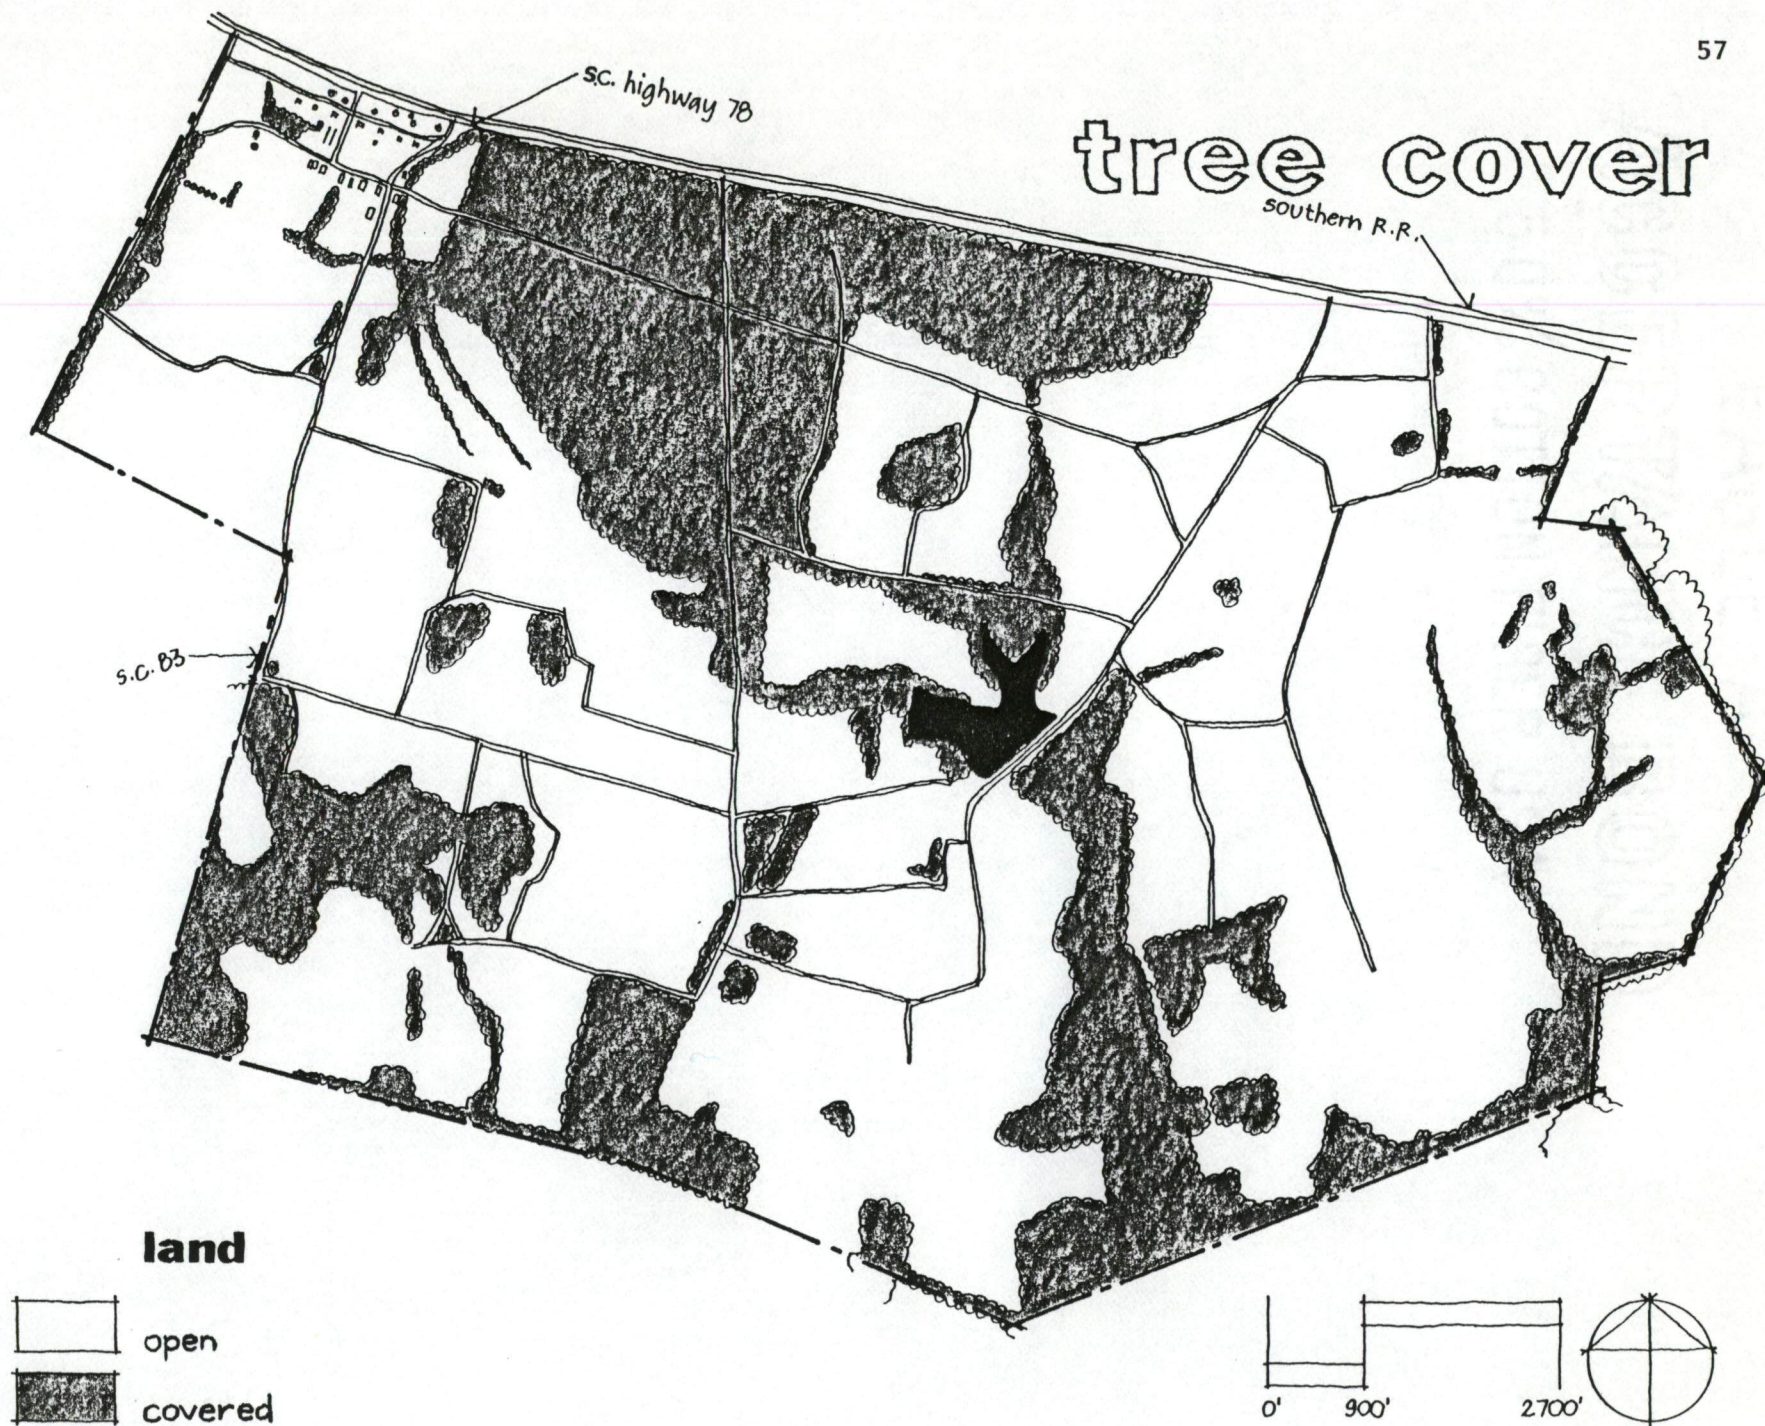 57
s.c. highway 78
tree cover
southern R.R.
s.c. 83
land
open
covered
0' 900' 2700'